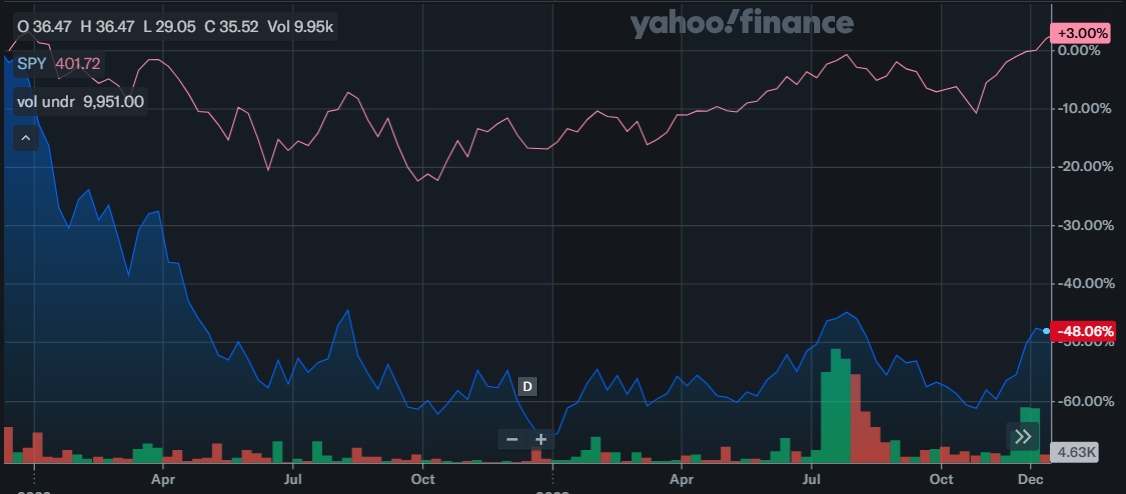 O 36.47 H 36.47 L 29.05 C 35.52 Vol 9.95k
yahoo!finance
+3.00%
0.00%
SPY 401.72
vol undr 9,951.00
-10.00%
-20.00%
-30.00%
-40.00%
-48.06%
-50.00%
D
-60.00%
4.63K
Apr Jul Oct Apr Jul Oct Dec